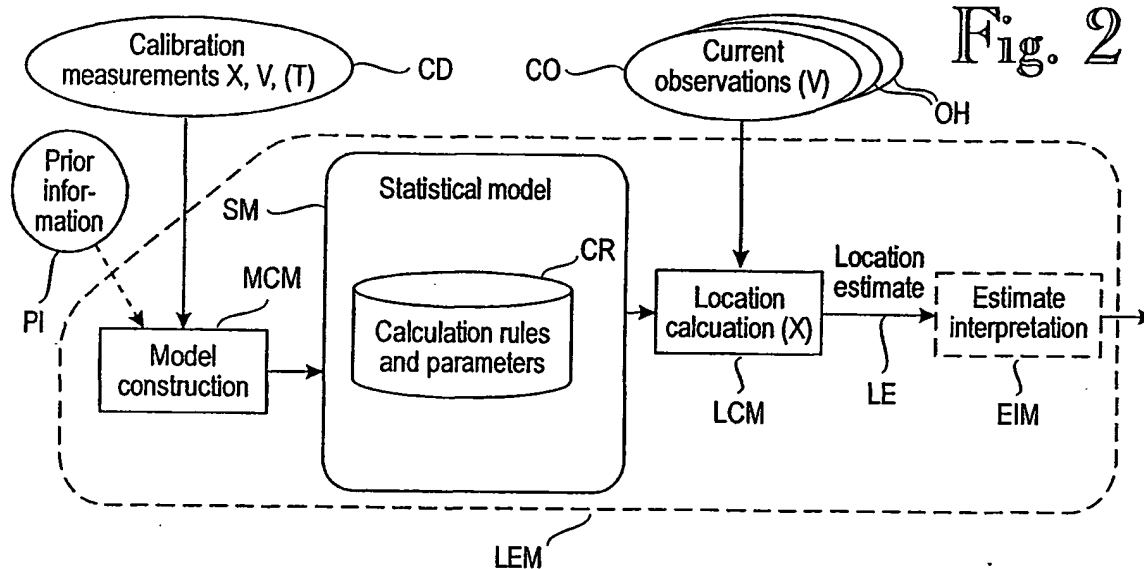 Fig. 2
Calibration
measurements X, V, (T)
CD
CO
Current
observations (V)
OH
Prior
infor-
mation
PI
SM
Statistical model
CR
Calculation rules
and parameters
MCM
Model
construction
Location
calcuation (X)
LCM
Location
estimate
LE
Estimate
interpretation
EIM
LEM